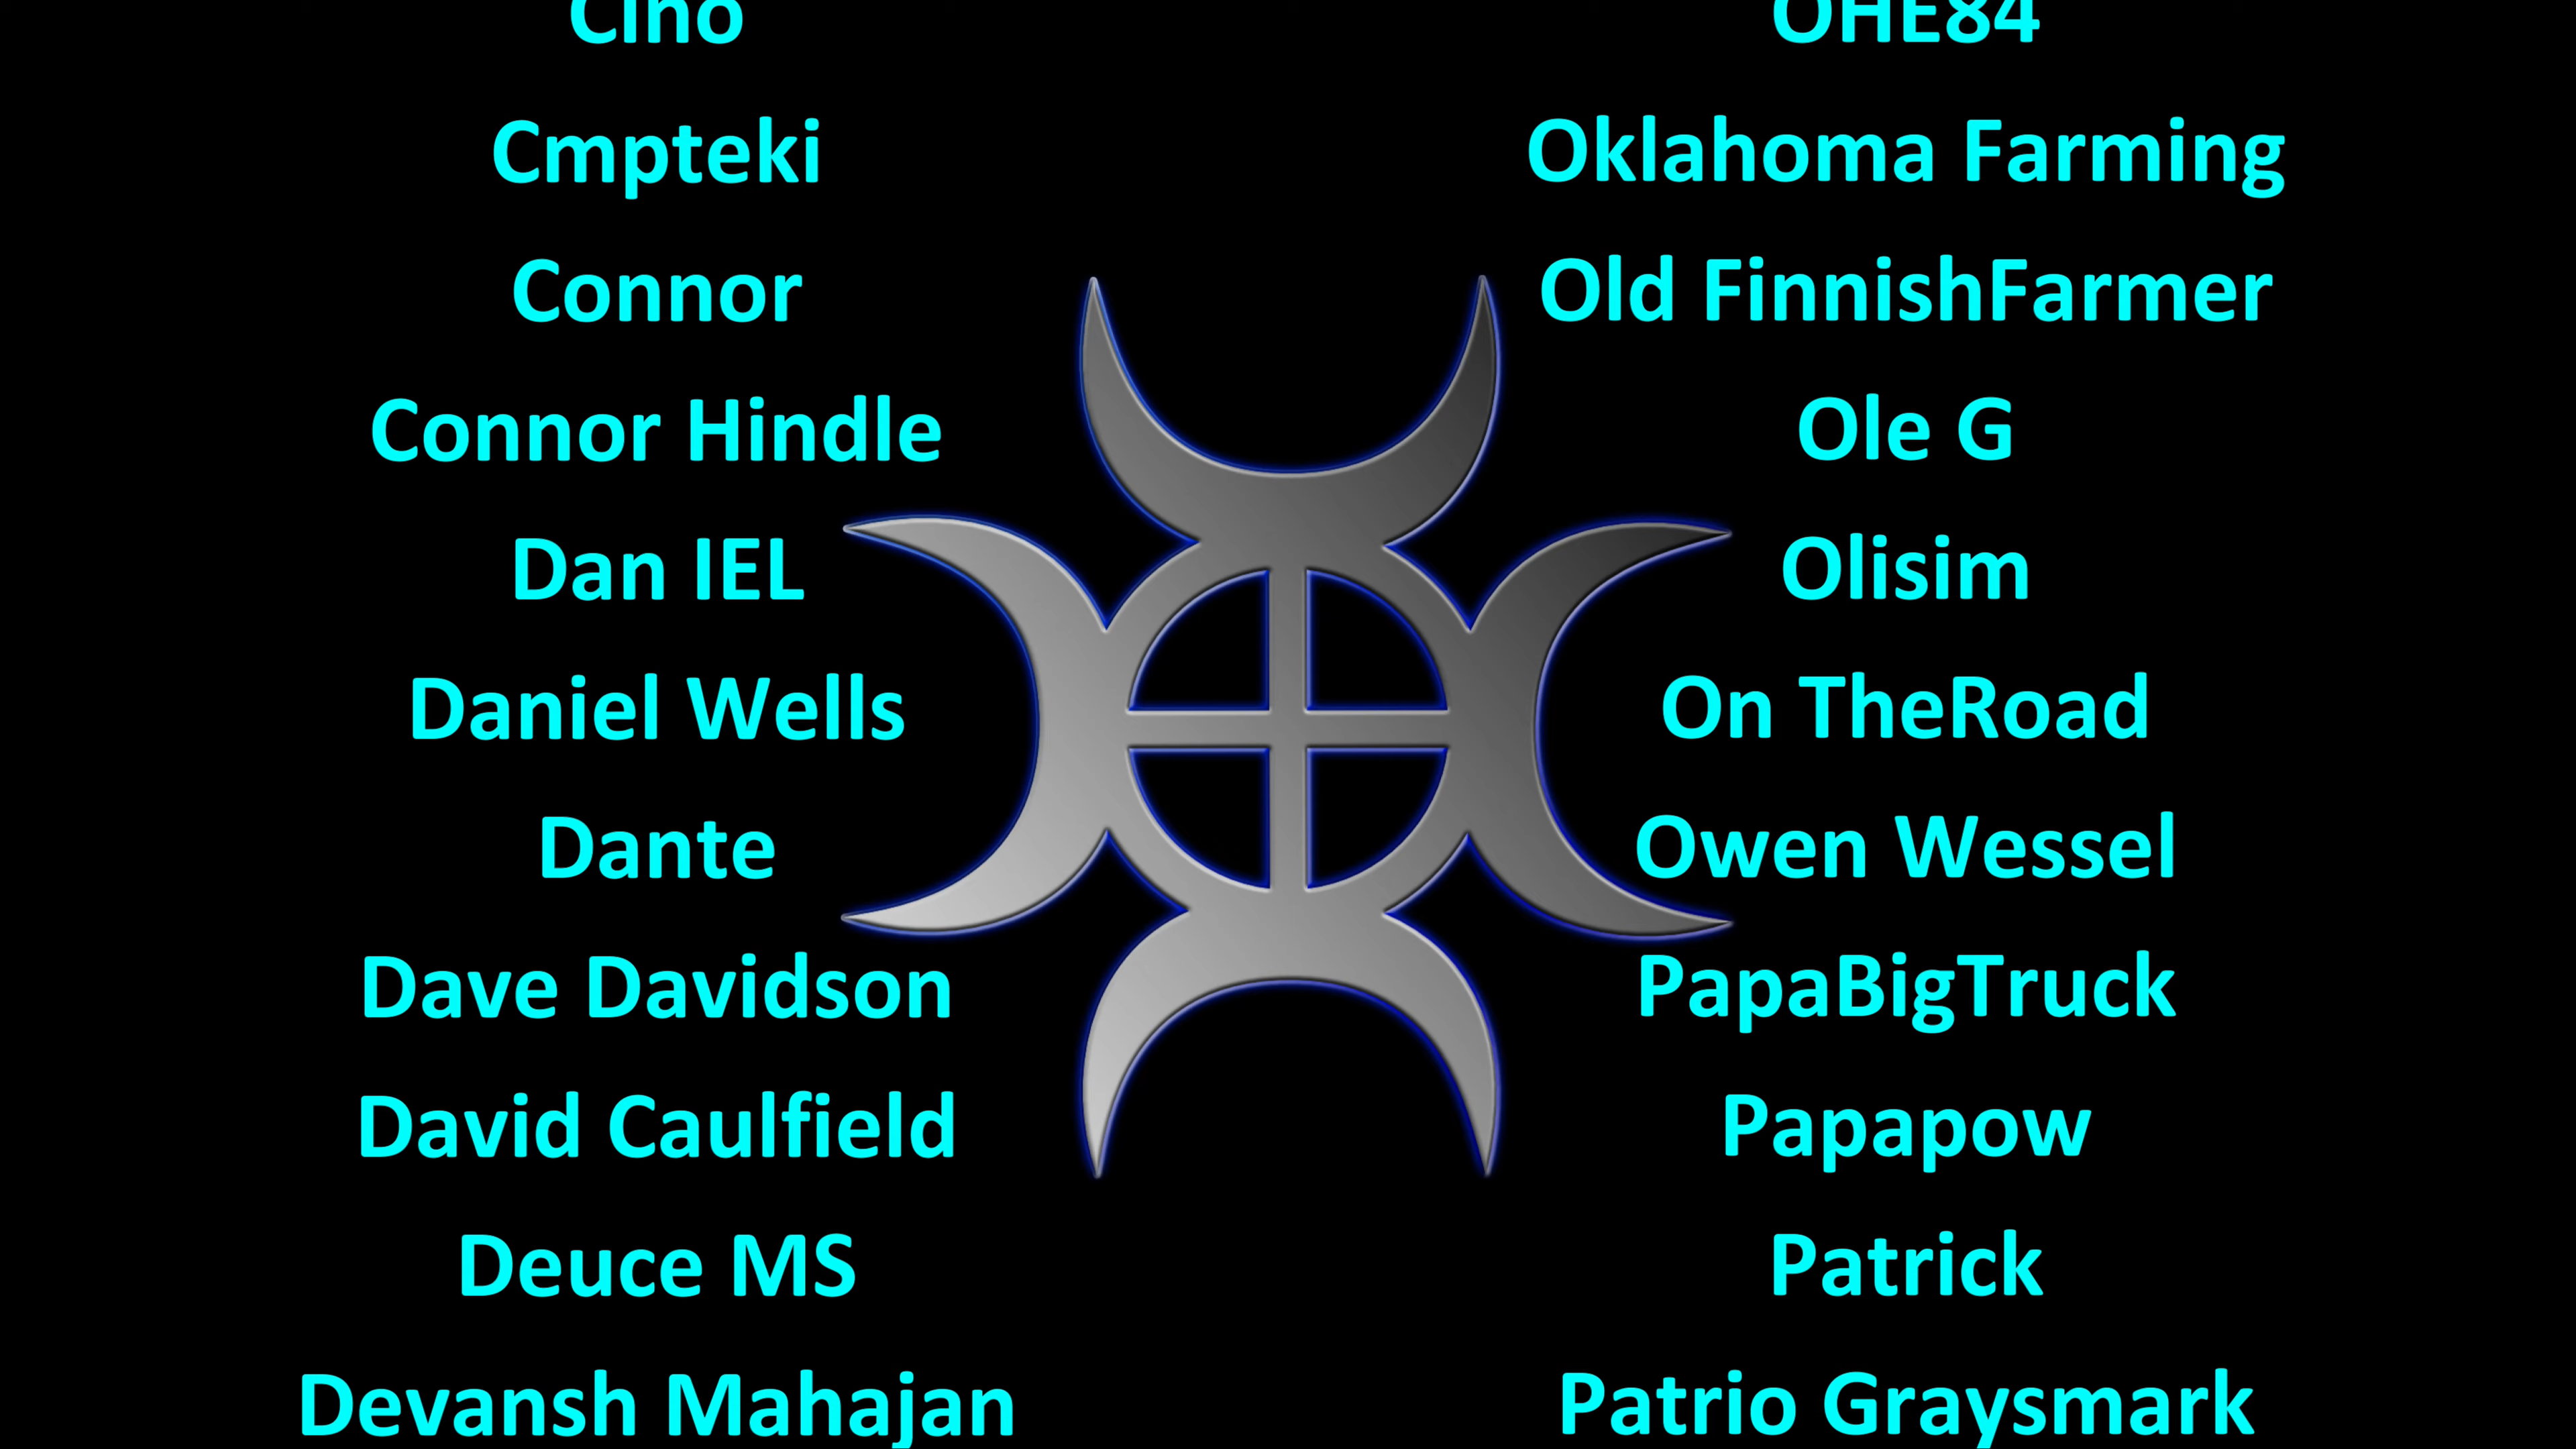 Cmpteki
Connor
Connor Hindle
Dan IEL
Daniel Wells
Dante
Dave Davidson
David Caulfield
Deuce MS
Devansh Mahajan
OHE84
Oklahoma Farming
Old FinnishFarmer
Ole G
Olisim
On TheRoad
Owen Wessel
PapaBigTruck
Papapow
Patrick
Patrio Graysmark